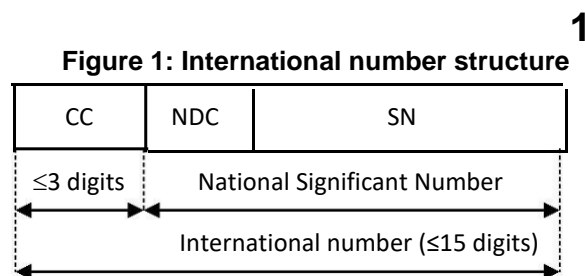 1
Figure 1: International number structure
CC NDC SN
≤3 digits National Significant Number
International number (≤15 digits)